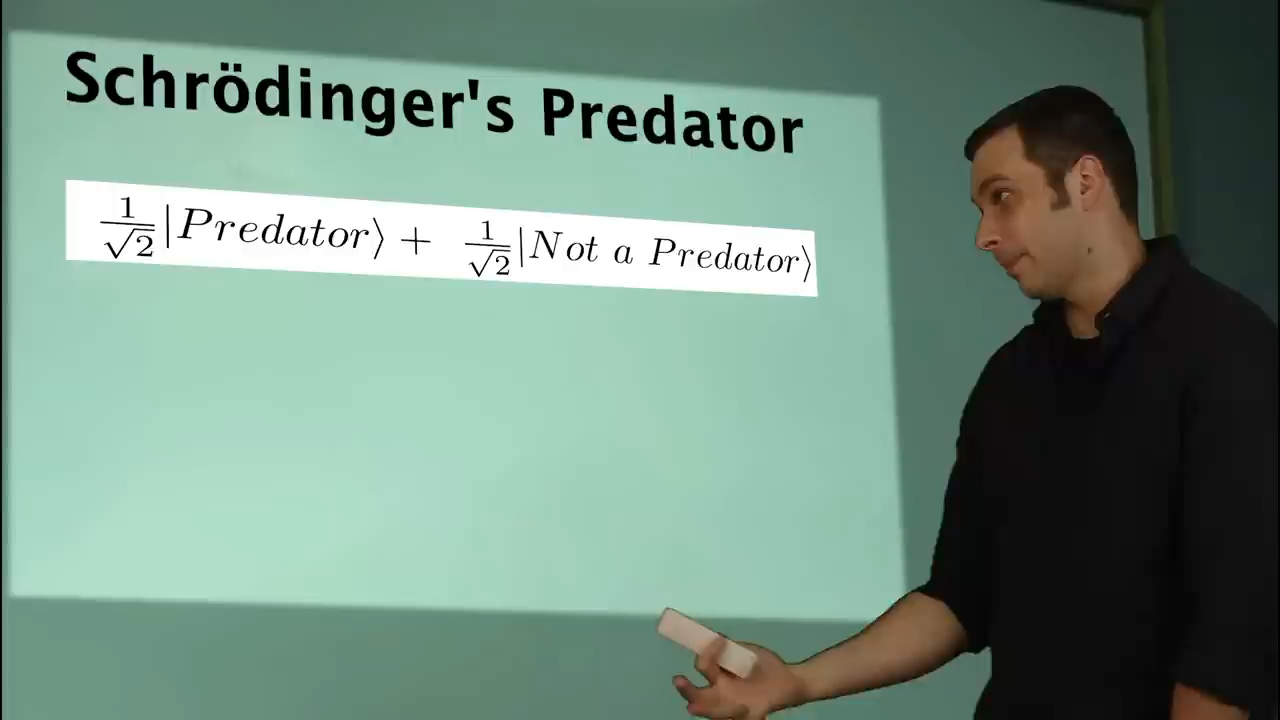 Schrödinger's Predator
1/√2|Predator⟩ + 1/√2|Not a Predator⟩